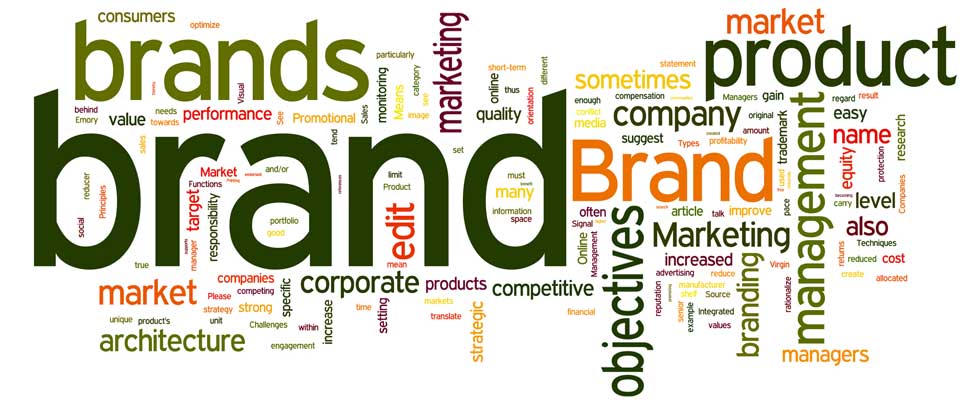 consumers
optimize
brands
particularly
marketing
short-term
different
market
statement
product
sometimes
behind
Emory
value
needs
towards
performance
Visual
See
Promotional
Sales
monitoring
Means
category
see
image
online
thus
quality
orientation
enough
compensation
Managers
gain
regard
result
conflict
media
company
original
easy
suggest
Types
amount
profitability
trademark
name
research
brand
Brand
management
sales
tend
set
and/or
limit
Product
must
many
information
space
reducer
Principles
social
Market
Functions
target
responsibility
portfolio
good
edit
mean
manager
true
often
Signal
Online
Management
objectives
article
talk
improve
Marketing
increased
used
pace
equity
protection
carry
level
Companies
also
Techniques
returns
reduced
cost
create
allocated
market
Please
strategy
unit
companies
competing
strong
specific
corporate
products
competitive
advertising
reduce
Virgin
manufacturer
shelf
Source
reputation
senior
example
Integrated
values
branding
rationalize
unique
product's
Challenges
within
increase
time
setting
markets
translate
strategic
financial
architecture
engagement
managers